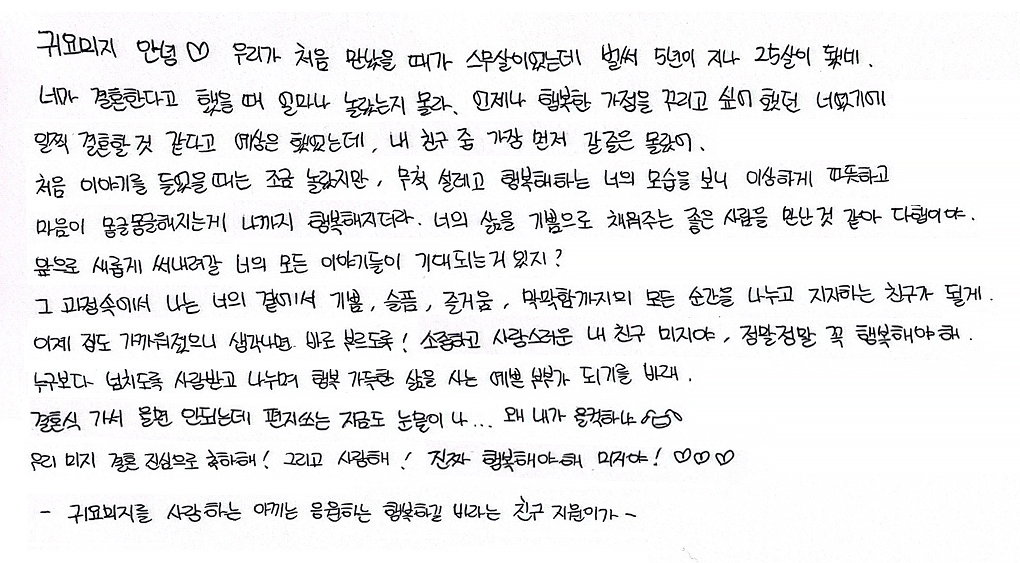 귀요미지 안녕♡ 우리가 처음 만났을 때가 스무살이었는데 벌써 5년이 지나 25살이 됐네.
너가 결혼한다고 했을 때 얼마나 놀랐는지 몰라. 언제나 행복한 가정을 꾸리고 싶어 했던 너였기에
일찍 결혼할 것 같다고 예상은 했었는데, 내 친구 중 가장 먼저 갈줄은 몰랐어.
처음 이야기를 들었을 때는 조금 놀랐지만, 무척 설레고 행복해하는 너의 모습을 보니 이상하게 따뜻하고
마음이 몽글몽글해지는게 나까지 행복해지더라. 너의 삶을 기쁨으로 채워주는 좋은 사람을 만난 것 같아 다행이야.
앞으로 새롭게 써내려갈 너의 모든 이야기들이 기대되는거 있지?
그 과정속에서 나는 너의 곁에서 기쁨, 슬픔, 즐거움, 막막함까지의 모든 순간을 나누고 지지하는 친구가 될게.
이제 집도 가까워졌으니 생각나면 바로 부르도록! 소중하고 사랑스러운 내 친구 미지야, 정말정말 꼭 행복해야해.
누구보다 넘치도록 사랑받고 나누며 행복 가득한 삶을 사는 예쁜 부부가 되기를 바래.
결혼식 가서 울면 안되는데 편지쓰는 지금도 눈물이 나... 왜 내가 울컥하냐
우리 미지 결혼 진심으로 축하해! 그리고 사랑해! 진짜 행복해야해 미지야! ♡♡♡
- 귀요미지를 사랑하는 아끼는 응원하는 행복하길 바라는 친구 지원이가 -